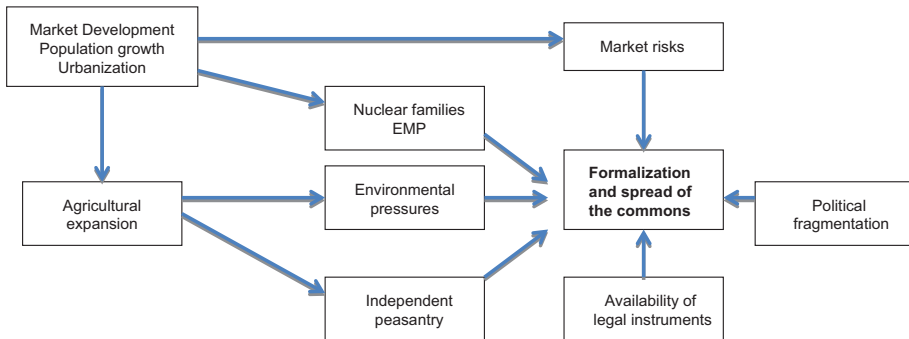 Market Development
Population growth
Urbanization
Market risks
Nuclear families
EMP
Agricultural
expansion
Environmental
pressures
Formalization
and spread of
the commons
Political
fragmentation
Independent
peasantry
Availability of
legal instruments